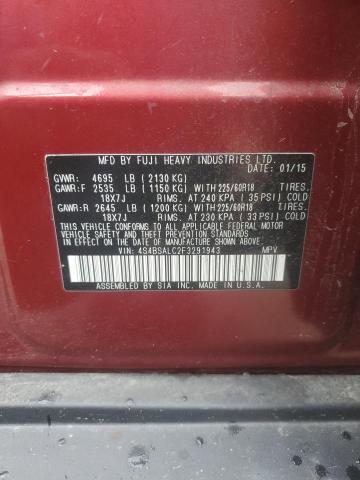 MFD BY FUJI HEAVY INDUSTRIES LTD.
DATE: 01/15
GVWR: 4695 LB (2130 KG)
GAWR:F 2535 LB (1150 KG) WITH 225/60R18 TIRES.
18X7J RIMS. AT 240 KPA (35 PSI) COLD
GAWR:R 2645 LB (1200 KG) WITH 225/60R18 TIRES.
18X7J RIMS. AT 230 KPA (33 PSI) COLD
THIS VEHICLE CONFORMS TO ALL APPLICABLE FEDERAL MOTOR
VEHICLE SAFETY, BUMPER, AND THEFT PREVENTION STANDARDS
IN EFFECT ON THE DATE OF MANUFACTURE SHOWN ABOVE.
VIN: 4S4BSALC2F3291943 MPV
ASSEMBLED BY SIA INC. MADE IN U.S.A.